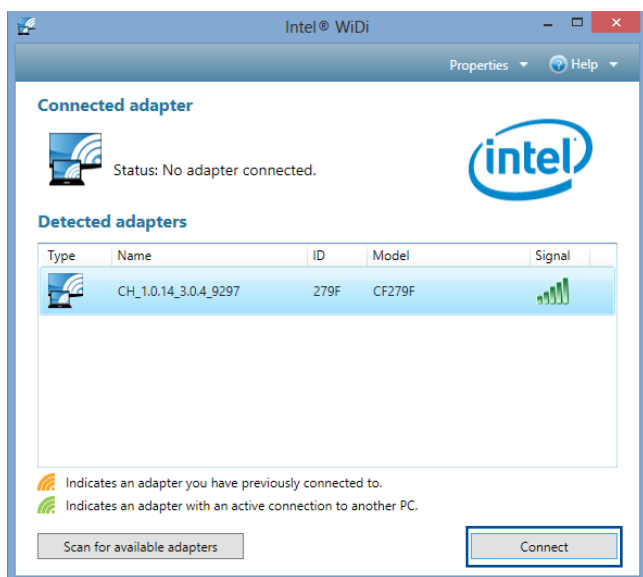 Intel® WiDi
Properties Help
Connected adapter
Status: No adapter connected.
intel
Detected adapters
Type Name ID Model Signal
CH_1.0.14_3.0.4_9297 279F CF279F
Indicates an adapter you have previously connected to.
Indicates an adapter with an active connection to another PC.
Scan for available adapters Connect